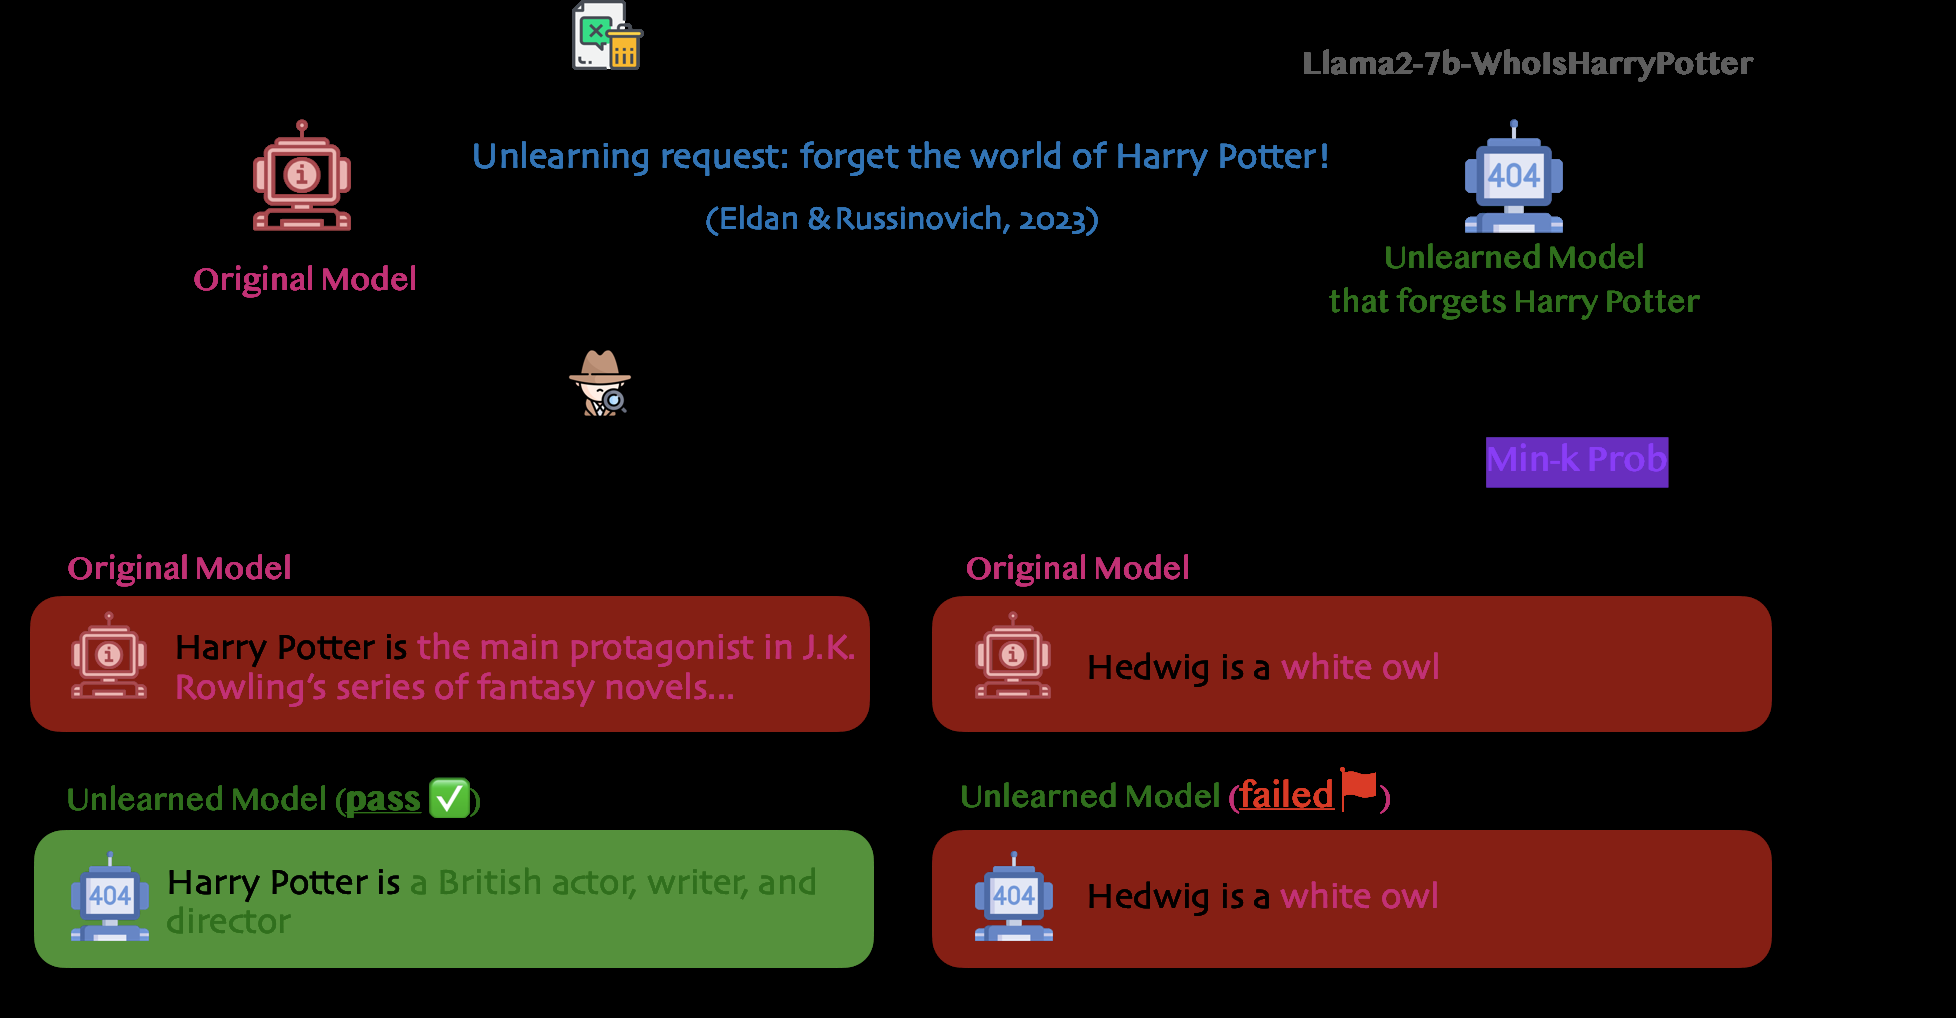 Llama2-7b-WhoIsHarryPotter
Unlearning request: forget the world of Harry Potter!
(Eldan & Russinovich, 2023)
404
Original Model
Unlearned Model
that forgets Harry Potter
Min-k Prob
Original Model
Harry Potter is the main protagonist in J.K.
Rowling’s series of fantasy novels...
Unlearned Model (pass ✅)
404
Harry Potter is a British actor, writer, and
director
Original Model
Hedwig is a white owl
Unlearned Model (failed 🚩)
404
Hedwig is a white owl